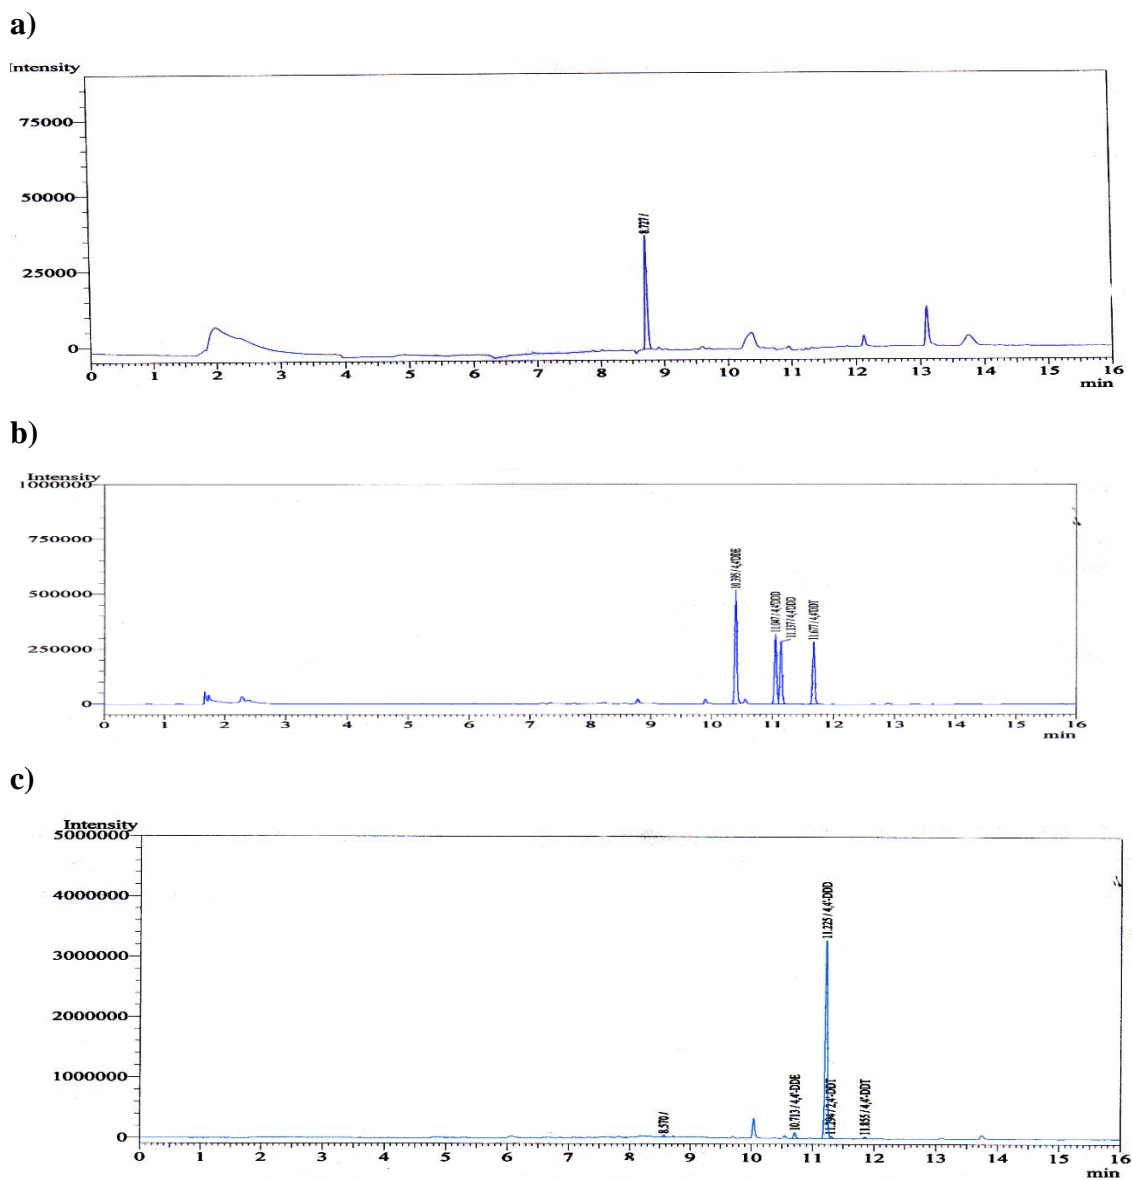 a)
Intensity
75000
50000
25000
0
8.727 /
0 1 2 3 4 5 6 7 8 9 10 11 12 13 14 15 16
min
b)
Intensity
1000000
750000
500000
250000
0
10.395 / 4,4'DDE
11.047 / 4,4'DDD
11.137 / 4,4'DDD
11.677 / 4,4'DDT
0 1 2 3 4 5 6 7 8 9 10 11 12 13 14 15 16
min
c)
Intensity
5000000
4000000
3000000
2000000
1000000
0
8.570 /
10.713 / 4,4'-DDE
11.225 / 4,4'-DDD
11.294 / 2,4'-DDT
11.855 / 4,4'-DDT
0 1 2 3 4 5 6 7 8 9 10 11 12 13 14 15 16
min